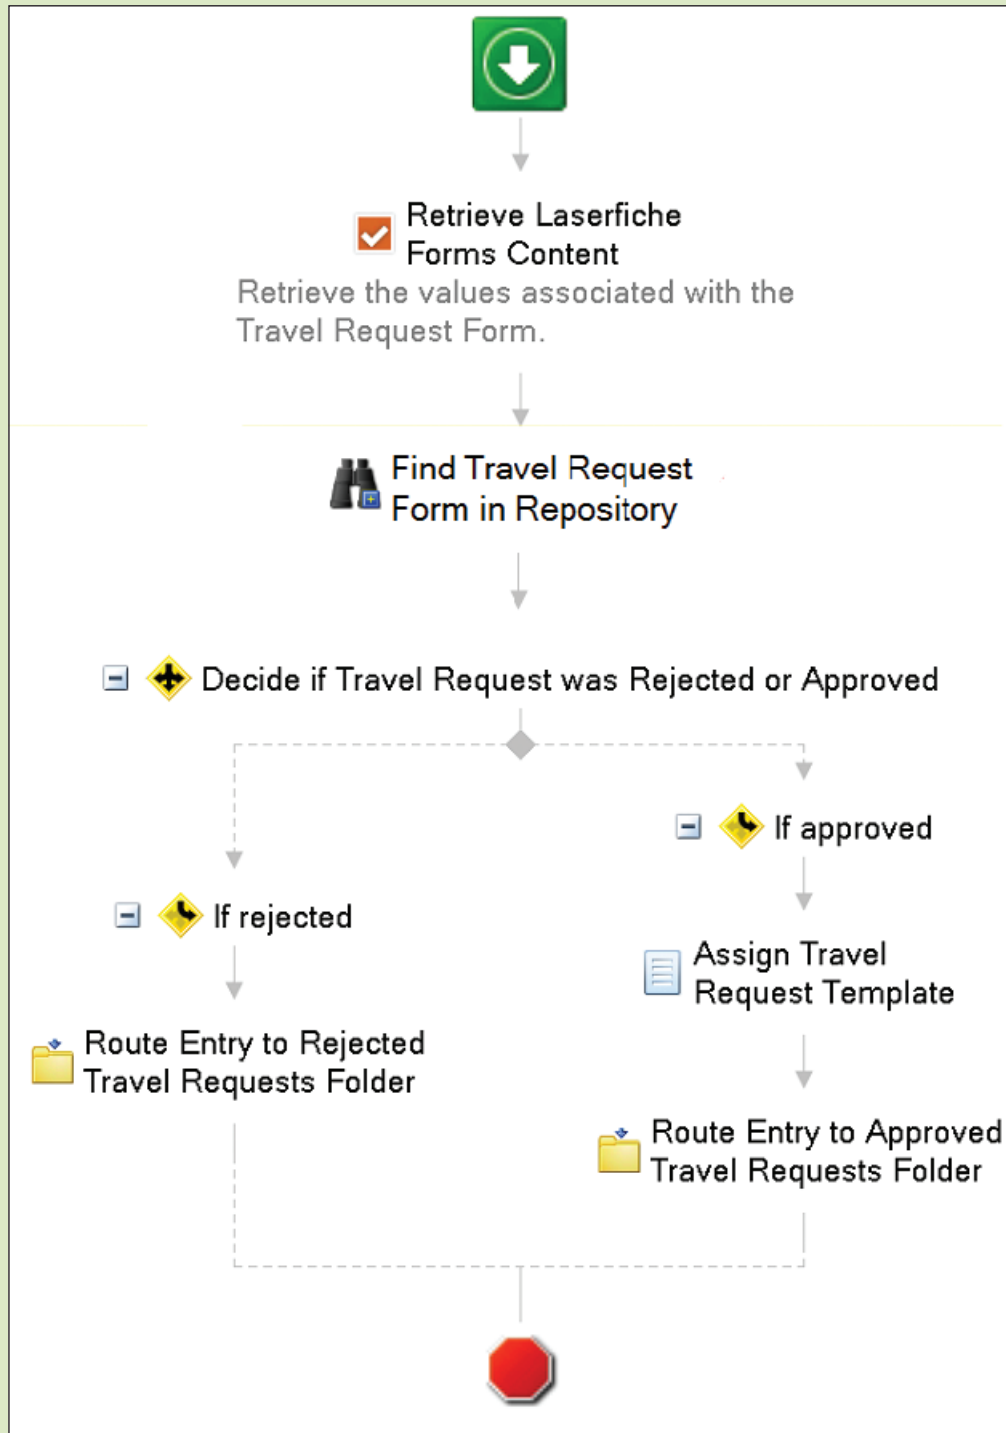 Retrieve Laserfiche
Forms Content
Retrieve the values associated with the
Travel Request Form.
Find Travel Request
Form in Repository
Decide if Travel Request was Rejected or Approved
If approved
If rejected
Assign Travel
Request Template
Route Entry to Rejected
Travel Requests Folder
Route Entry to Approved
Travel Requests Folder